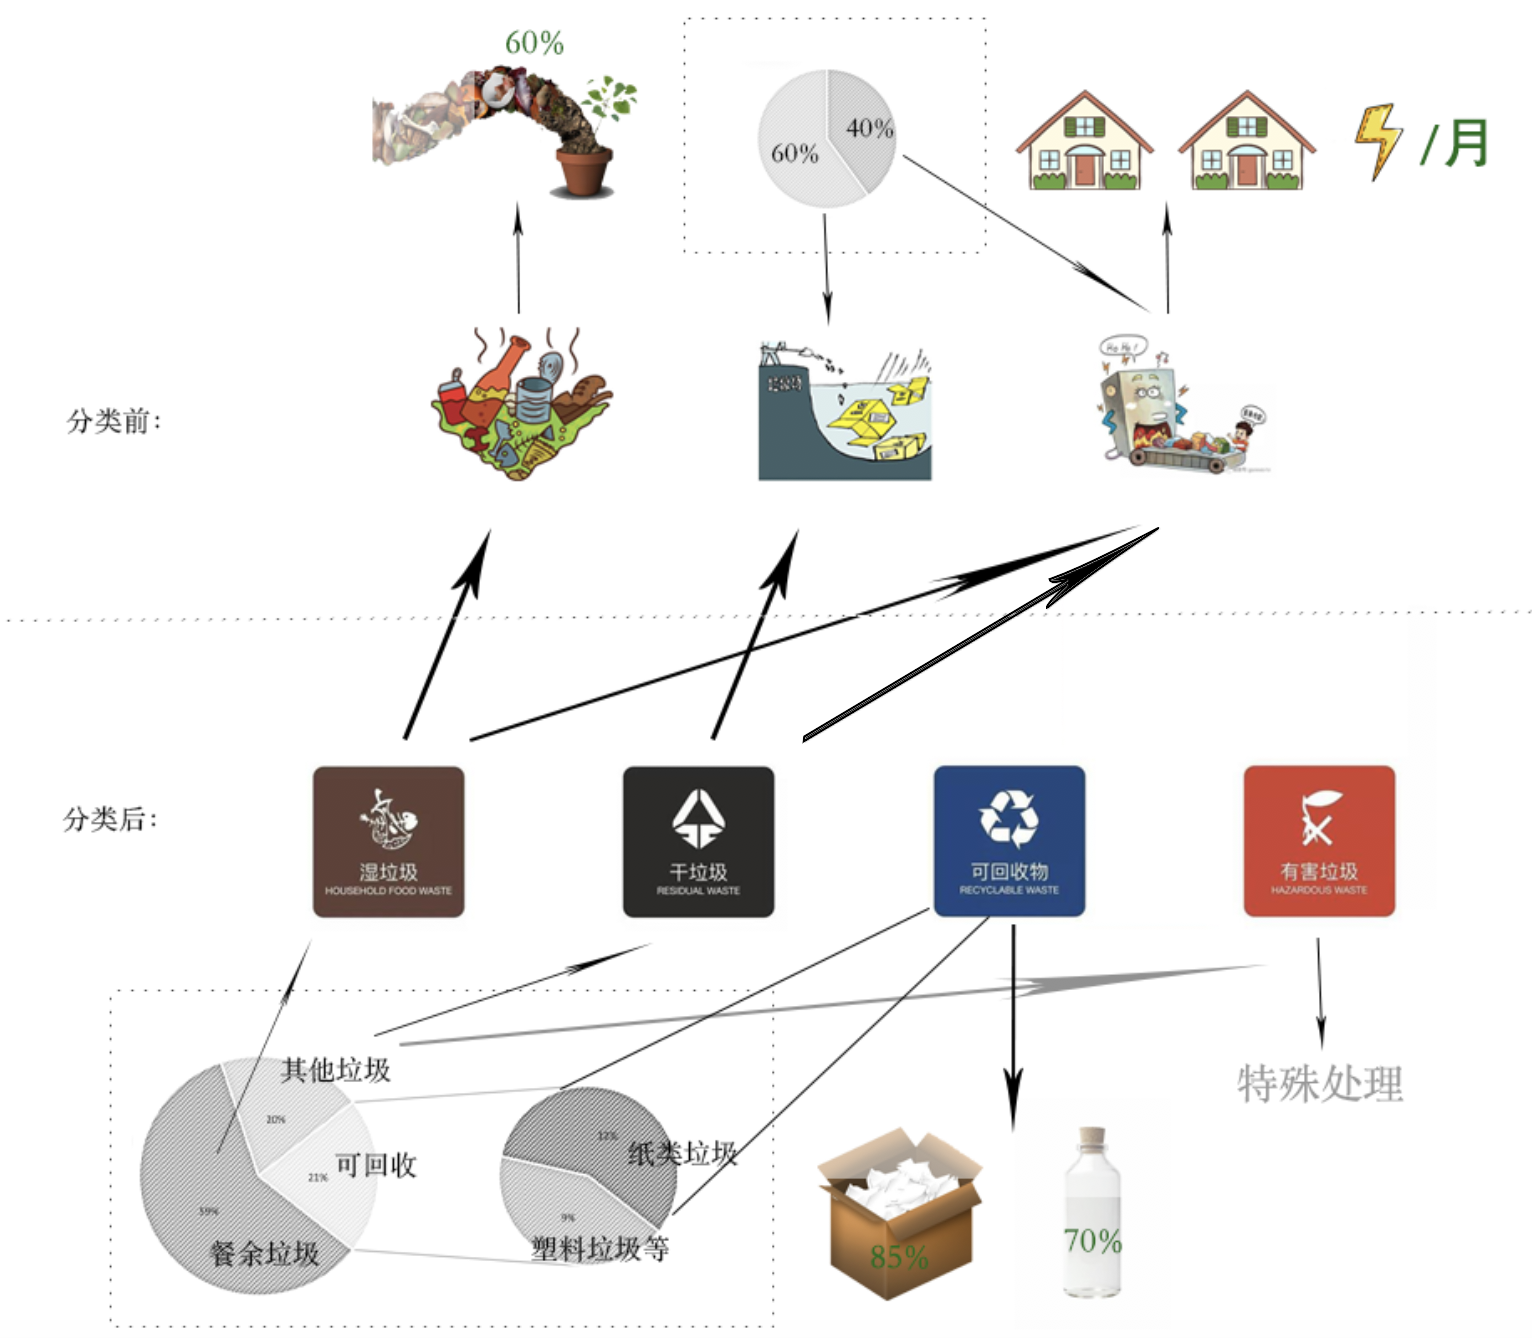 60%
60%
40%
/月
Ho Ho!
分类前:
分类后:
湿垃圾
HOUSEHOLD FOOD WASTE
干垃圾
RESIDUAL WASTE
可回收物
RECYCLABLE WASTE
有害垃圾
HAZARDOUS WASTE
其他垃圾
20%
可回收
21%
59%
餐余垃圾
12%
纸类垃圾
9%
塑料垃圾等
85%
70%
特殊处理